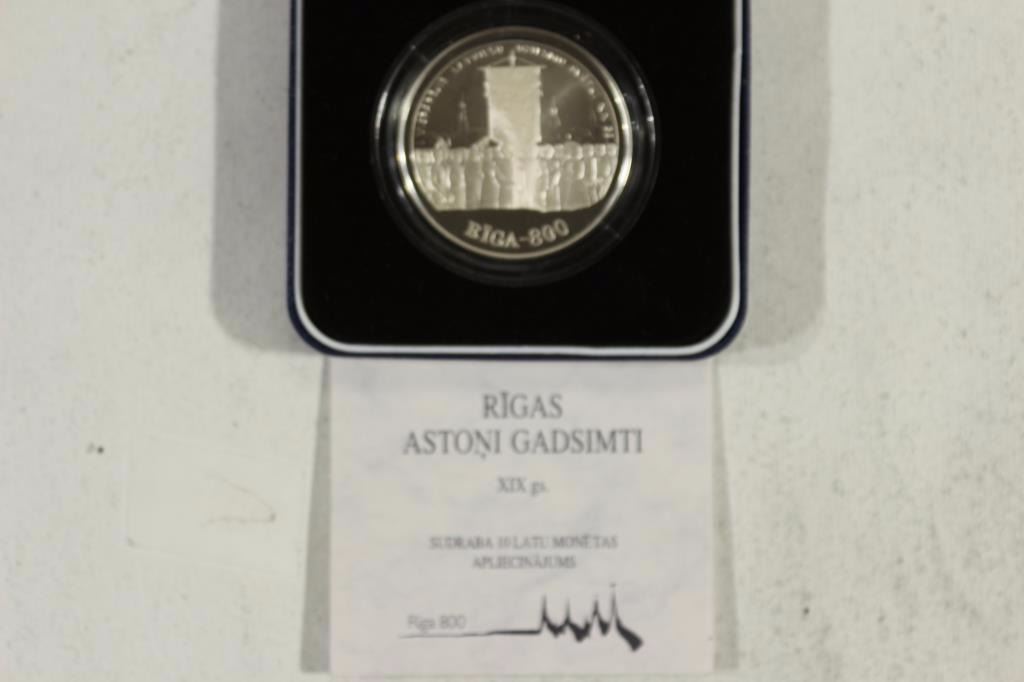 RĪGA-800
RĪGAS
ASTOŅI GADSIMTI
XIX gs.
SUDRABA 10 LATU MONĒTAS
APLIECINĀJUMS
Rīga 800